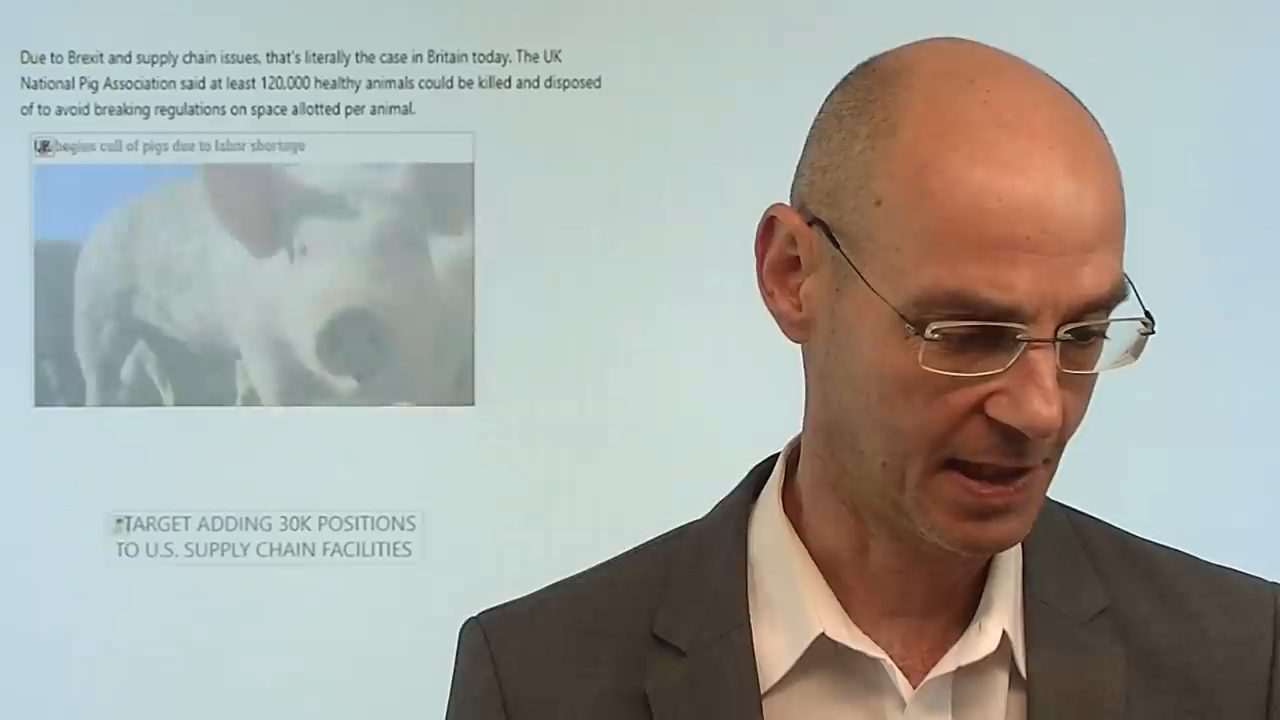 Due to Brexit and supply chain issues, that's literally the case in Britain today. The UK
National Pig Association said at least 120,000 healthy animals could be killed and disposed
of to avoid breaking regulations on space allotted per animal.
UK begins cull of pigs due to labor shortage
TARGET ADDING 30K POSITIONS
TO U.S. SUPPLY CHAIN FACILITIES